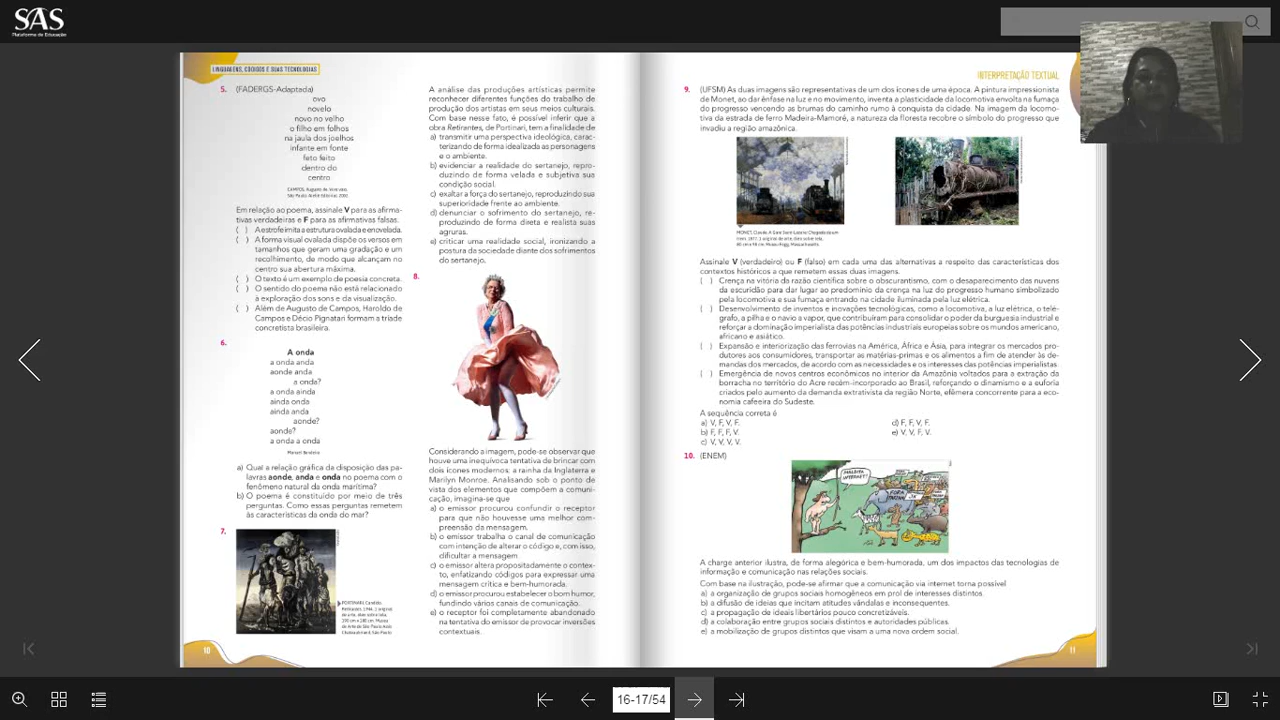 SAS
Plataforma de Educação
LINGUAGENS, CÓDIGOS E SUAS TECNOLOGIAS
5. (FADERGS-Adaptada)
ovo
novelo
novo no velho
o filho em folhos
na jaula dos joelhos
infante em fonte
feto feito
dentro do
centro
Em relação ao poema, assinale V para as afirma-
tivas verdadeiras e F para as afirmativas falsas.
( ) A estrofe imita a estrutura ovalada e enovelada.
( ) A forma visual ovalada dispõe os versos em
tamanhos que geram uma gradação e um
recolhimento, de modo que alcançam no
centro sua abertura máxima.
( ) O texto é um exemplo de poesia concreta.
( ) O sentido do poema não está relacionado
à exploração dos sons e da visualização.
( ) Além de Augusto de Campos, Haroldo de
Campos e Décio Pignatari formam a tríade
concretista brasileira.
6.
A onda
a onda anda
aonde anda
a onda?
a onda ainda
ainda onda
ainda anda
aonde?
aonde?
a onda a onda
Manuel Bandeira
a) Qual a relação gráfica da disposição das pa-
lavras aonde, anda e onda no poema com o
fenômeno natural da onda marítima?
b) O poema é constituído por meio de três
perguntas. Como essas perguntas remetem
às características da onda do mar?
7.
10
A análise das produções artísticas permite
reconhecer diferentes funções do trabalho de
produção dos artistas em seus meios culturais.
Com base nesse fato, é possível inferir que a
obra Retirantes, de Portinari, tem a finalidade de
a) transmitir uma perspectiva ideológica, carac-
terizando de forma idealizada as personagens
e o ambiente.
b) evidenciar a realidade do sertanejo, repro-
duzindo de forma velada e subjetiva sua
condição social.
c) exaltar a força do sertanejo, reproduzindo sua
superioridade frente ao ambiente.
d) denunciar o sofrimento do sertanejo, re-
produzindo de forma direta e realista suas
agruras.
e) criticar uma realidade social, ironizando a
postura da sociedade diante dos sofrimentos
do sertanejo.
8.
Considerando a imagem, pode-se observar que
houve uma inequívoca tentativa de brincar com
dois ícones modernos: a rainha da Inglaterra e
Marilyn Monroe. Analisando sob o ponto de
vista dos elementos que compõem a comuni-
cação, imagina-se que
a) o emissor procurou confundir o receptor
para que não houvesse uma melhor com-
preensão da mensagem.
b) o emissor trabalha o canal de comunicação
com intenção de alterar o código e, com isso,
dificultar a mensagem
c) o emissor altera propositadamente o contex-
to, enfatizando códigos para expressar uma
mensagem crítica e bem-humorada.
d) o emissor procurou estabelecer o bom humor,
fundindo vários canais de comunicação.
e) o receptor foi completamente abandonado
na tentativa do emissor de provocar inversões
contextuais.
INTERPRETAÇÃO TEXTUAL
9. (UFSM) As duas imagens são representativas de um dos ícones de uma época. A pintura impressionista
de Monet, ao dar ênfase na luz e no movimento, inventa a plasticidade da locomotiva envolta na fumaça
do progresso vencendo as brumas do caminho rumo à conquista da cidade. Na imagem da locomo-
tiva da estrada de ferro Madeira-Mamoré, a natureza da floresta recobre o símbolo do progresso que
invadiu a região amazônica.
Assinale V (verdadeiro) ou F (falso) em cada uma das alternativas a respeito das características dos
contextos históricos a que remetem essas duas imagens.
( ) Crença na vitória da razão científica sobre o obscurantismo, com o desaparecimento das nuvens
da escuridão para dar lugar ao predomínio da crença na luz do progresso humano simbolizado
pela locomotiva e sua fumaça entrando na cidade iluminada pela luz elétrica.
( ) Desenvolvimento de inventos e inovações tecnológicas, como a locomotiva, a luz elétrica, o telé-
grafo, a pilha e o navio a vapor, que contribuíram para consolidar o poder da burguesia industrial e
reforçar a dominação imperialista das potências industriais europeias sobre os mundos americano,
africano e asiático.
( ) Expansão e interiorização das ferrovias na América, África e Ásia, para integrar os mercados pro-
dutores aos consumidores, transportar as matérias-primas e os alimentos a fim de atender às de-
mandas dos mercados, de acordo com as necessidades e os interesses das potências imperialistas.
( ) Emergência de novos centros econômicos no interior da Amazônia voltados para a extração da
borracha no território do Acre recém-incorporado ao Brasil, reforçando o dinamismo e a euforia
criados pelo aumento da demanda extrativista da região Norte, efêmera concorrente para a eco-
nomia cafeeira do Sudeste.
A sequência correta é
a) V, F, V, F.
b) F, F, F, V.
c) V, V, V, V.
d) F, F, V, F.
e) V, V, F, V.
10. (ENEM)
MALDITA
INTERNET!
FORA
A charge anterior ilustra, de forma alegórica e bem-humorada, um dos impactos das tecnologias de
informação e comunicação nas relações sociais.
Com base na ilustração, pode-se afirmar que a comunicação via internet torna possível
a) a organização de grupos sociais homogêneos em prol de interesses distintos
b) a difusão de ideias que incitam atitudes vândalas e inconsequentes.
c) a propagação de ideais libertários pouco concretizáveis.
d) a colaboração entre grupos sociais distintos e autoridades públicas.
e) a mobilização de grupos distintos que visam a uma nova ordem social.
11
16-17/54